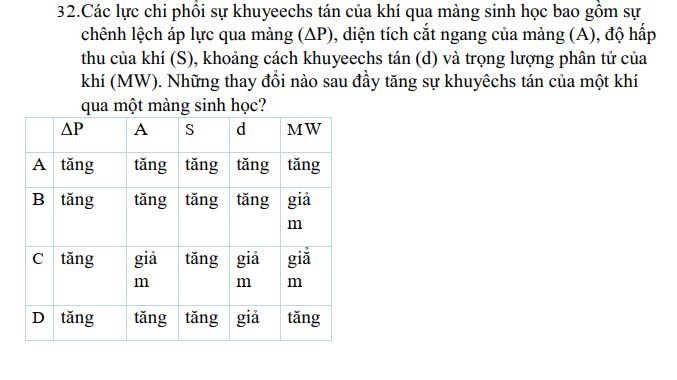 32.Các lực chi phối sự khuyeechs tán của khí qua màng sinh học bao gồm sự
chênh lệch áp lực qua màng (ΔP), diện tích cắt ngang của màng (A), độ hấp
thu của khí (S), khoảng cách khuyeechs tán (d) và trọng lượng phân tử của
khí (MW). Những thay đổi nào sau đầy tăng sự khuyêchs tán của một khí
qua một màng sinh học?
ΔP A S d MW
A tăng tăng tăng tăng tăng
B tăng tăng tăng tăng giả
m
C tăng giả tăng giả giẳ
m m m
D tăng tăng tăng giả tăng